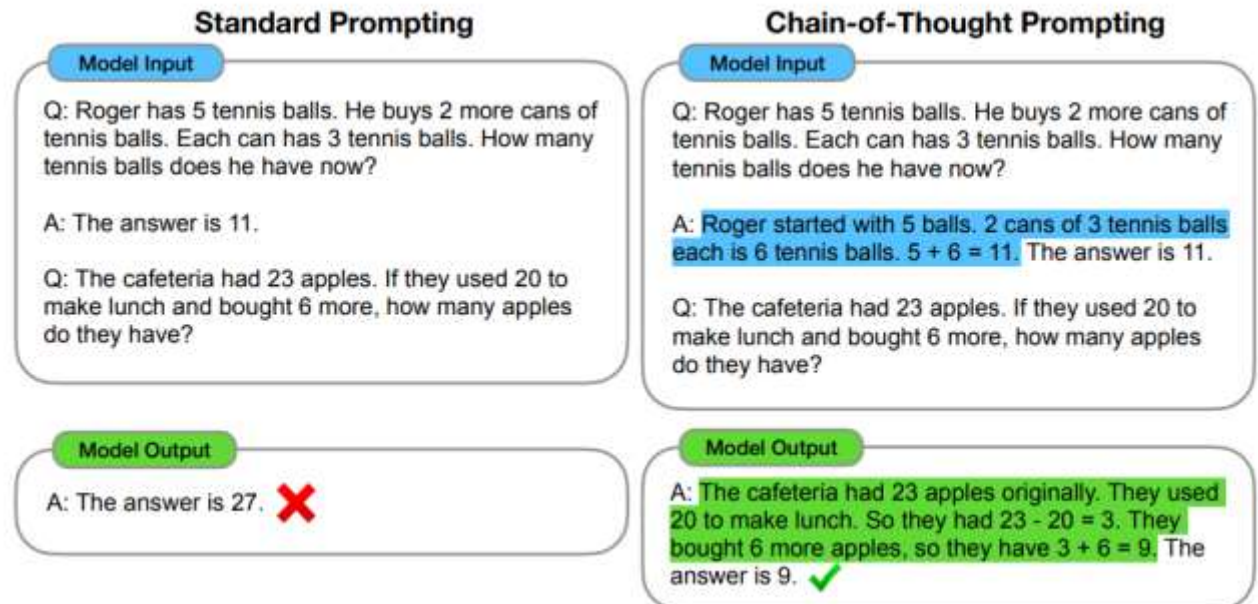 Standard Prompting
Model Input
Q: Roger has 5 tennis balls. He buys 2 more cans of
tennis balls. Each can has 3 tennis balls. How many
tennis balls does he have now?
A: The answer is 11.
Q: The cafeteria had 23 apples. If they used 20 to
make lunch and bought 6 more, how many apples
do they have?
Model Output
A: The answer is 27.
Chain-of-Thought Prompting
Model Input
Q: Roger has 5 tennis balls. He buys 2 more cans of
tennis balls. Each can has 3 tennis balls. How many
tennis balls does he have now?
A: Roger started with 5 balls. 2 cans of 3 tennis balls
each is 6 tennis balls. 5 + 6 = 11. The answer is 11.
Q: The cafeteria had 23 apples. If they used 20 to
make lunch and bought 6 more, how many apples
do they have?
Model Output
A: The cafeteria had 23 apples originally. They used
20 to make lunch. So they had 23 - 20 = 3. They
bought 6 more apples, so they have 3 + 6 = 9. The
answer is 9.